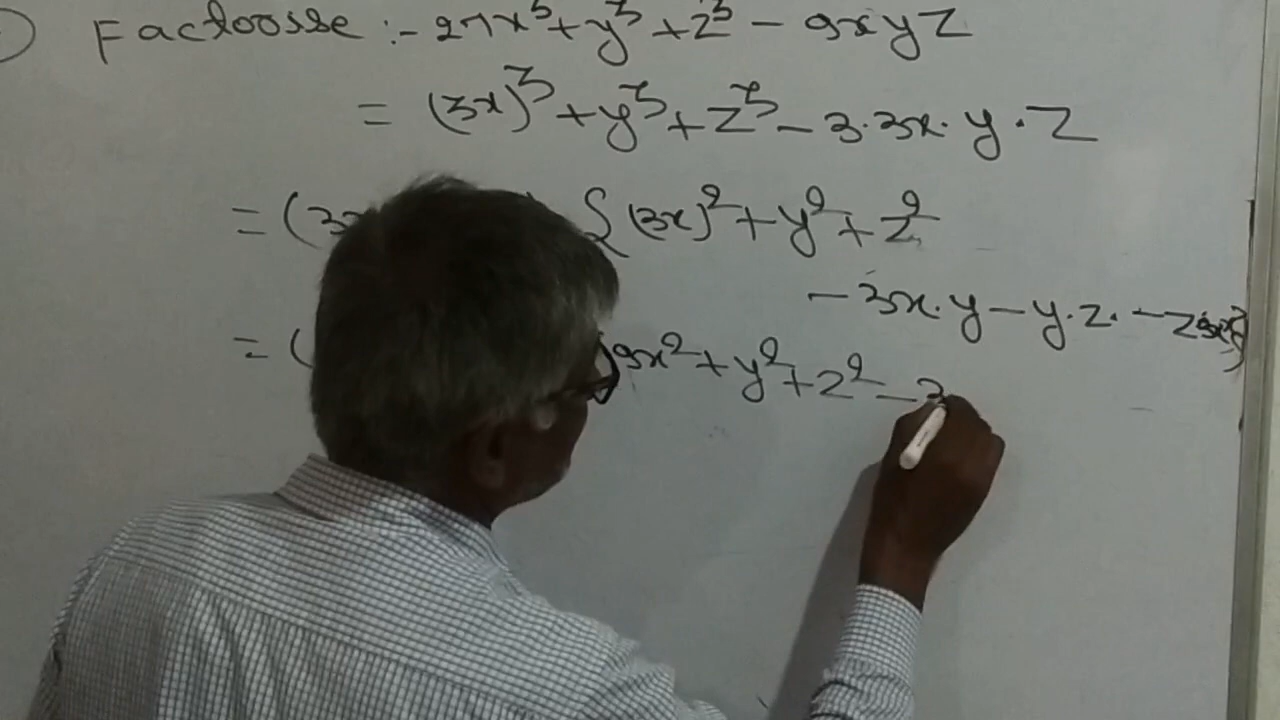 Factoosse :- 27x³ + y³ + z³ - 9xyz
= (3x)³ + y³ + z³ - 3·3x·y·z
= (3x { (3x)² + y² + z²
- 3x·y - y·z· - z3x}
= ( 9x² + y² + z² - 3